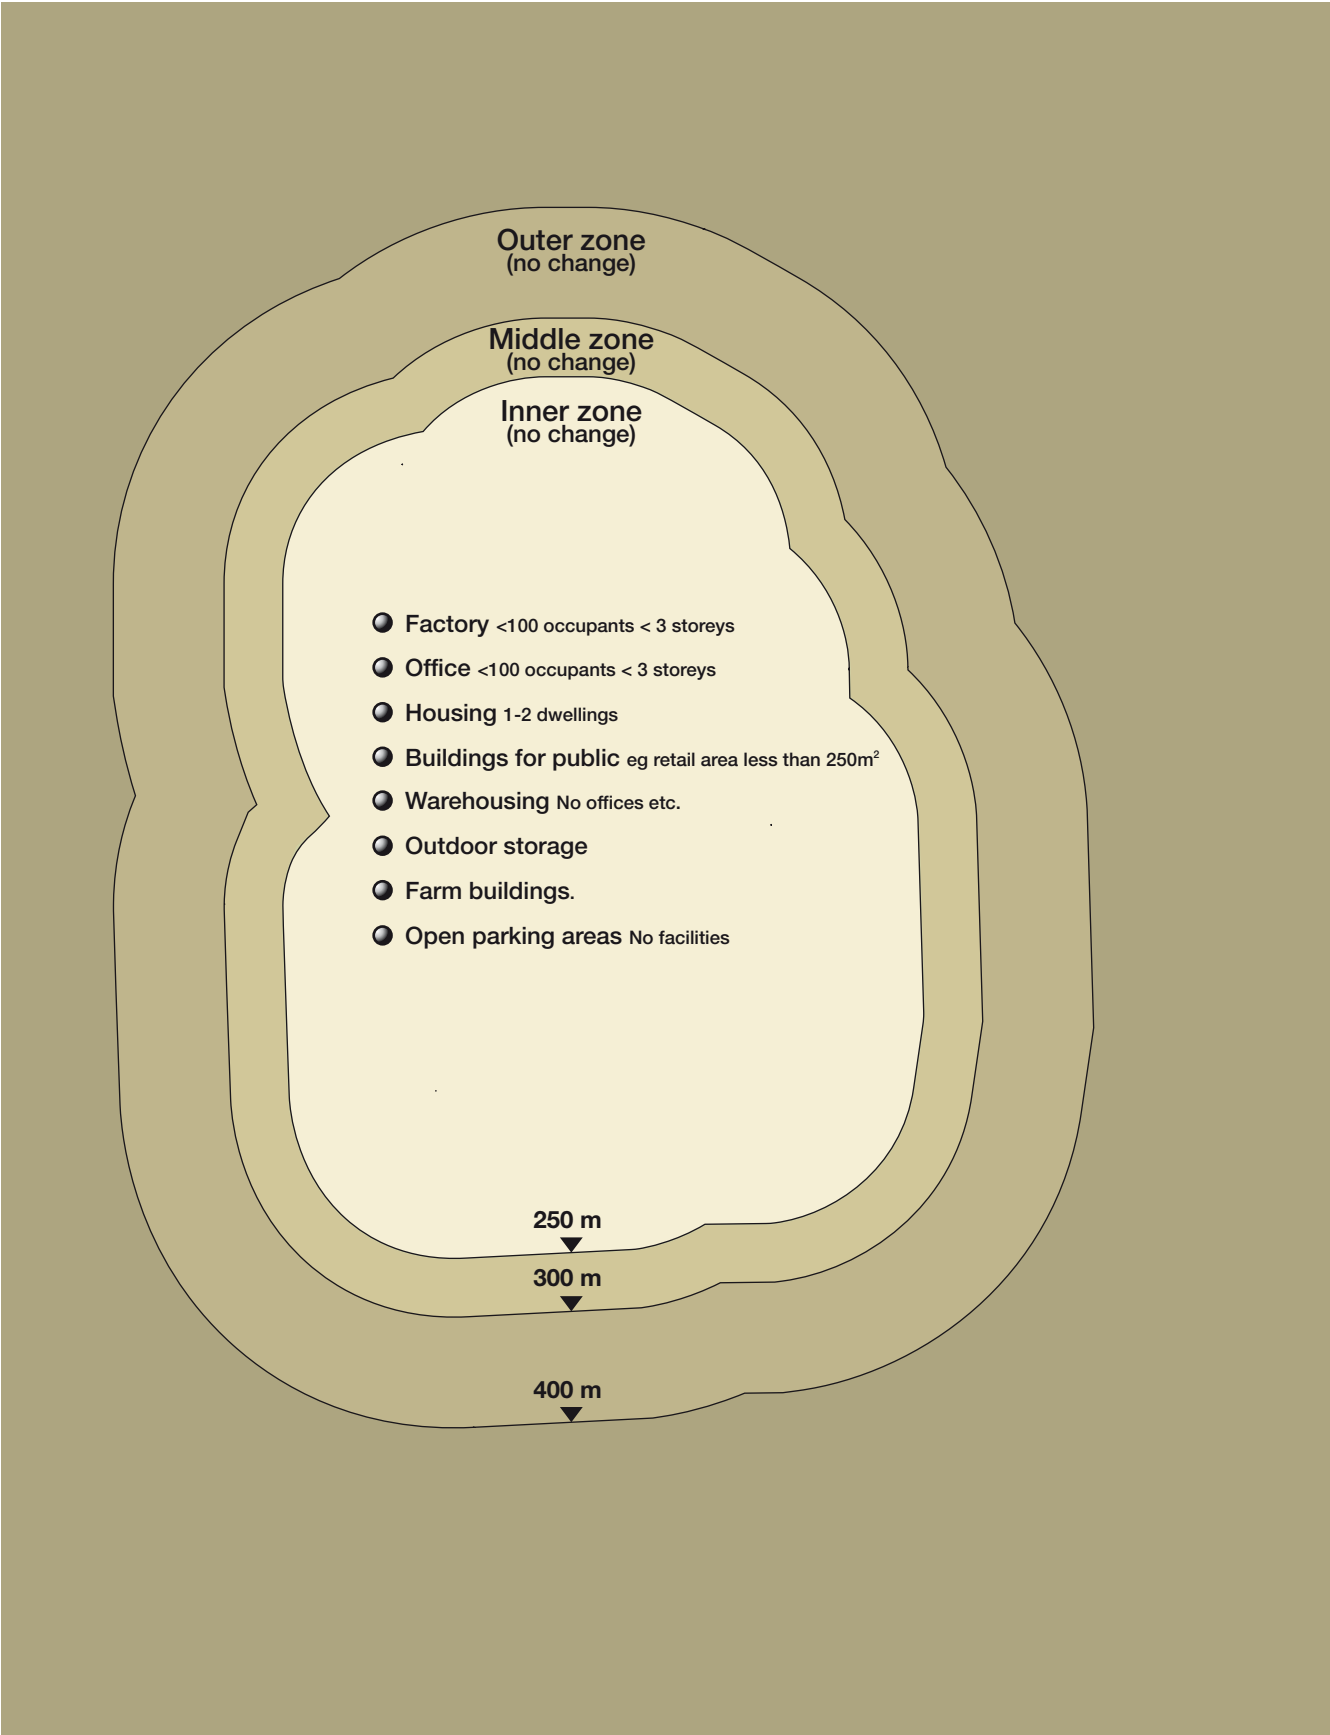 Outer zone
(no change)
Middle zone
(no change)
Inner zone
(no change)
Factory <100 occupants < 3 storeys
Office <100 occupants < 3 storeys
Housing 1-2 dwellings
Buildings for public eg retail area less than 250m²
Warehousing No offices etc.
Outdoor storage
Farm buildings.
Open parking areas No facilities
250 m
300 m
400 m